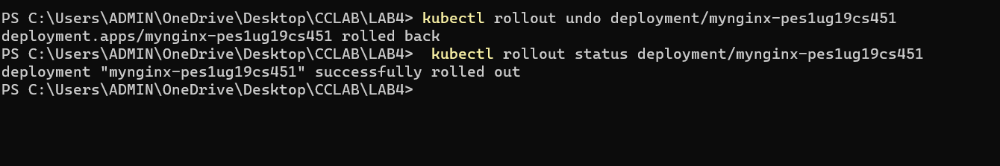 PS C:\Users\ADMIN\OneDrive\Desktop\CCLAB\LAB4> kubectl rollout undo deployment/mynginx-pes1ug19cs451
deployment.apps/mynginx-pes1ug19cs451 rolled back
PS C:\Users\ADMIN\OneDrive\Desktop\CCLAB\LAB4>  kubectl rollout status deployment/mynginx-pes1ug19cs451
deployment "mynginx-pes1ug19cs451" successfully rolled out
PS C:\Users\ADMIN\OneDrive\Desktop\CCLAB\LAB4>